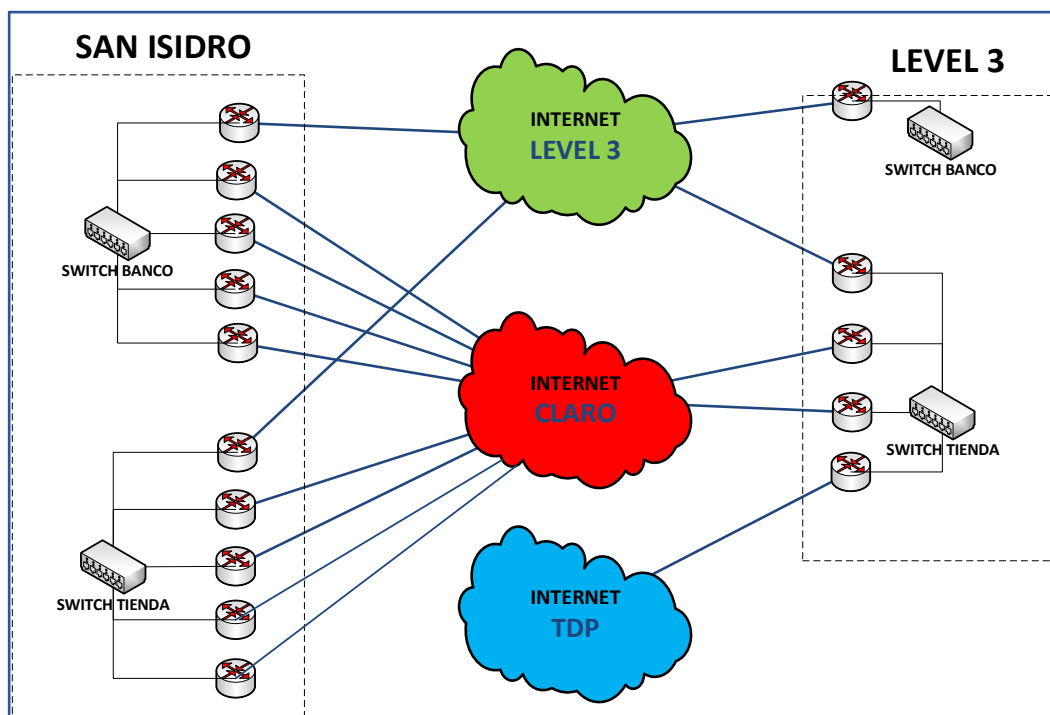 SAN ISIDRO
LEVEL 3
INTERNET
LEVEL 3
SWITCH BANCO
SWITCH BANCO
INTERNET
CLARO
SWITCH TIENDA
SWITCH TIENDA
INTERNET
TDP